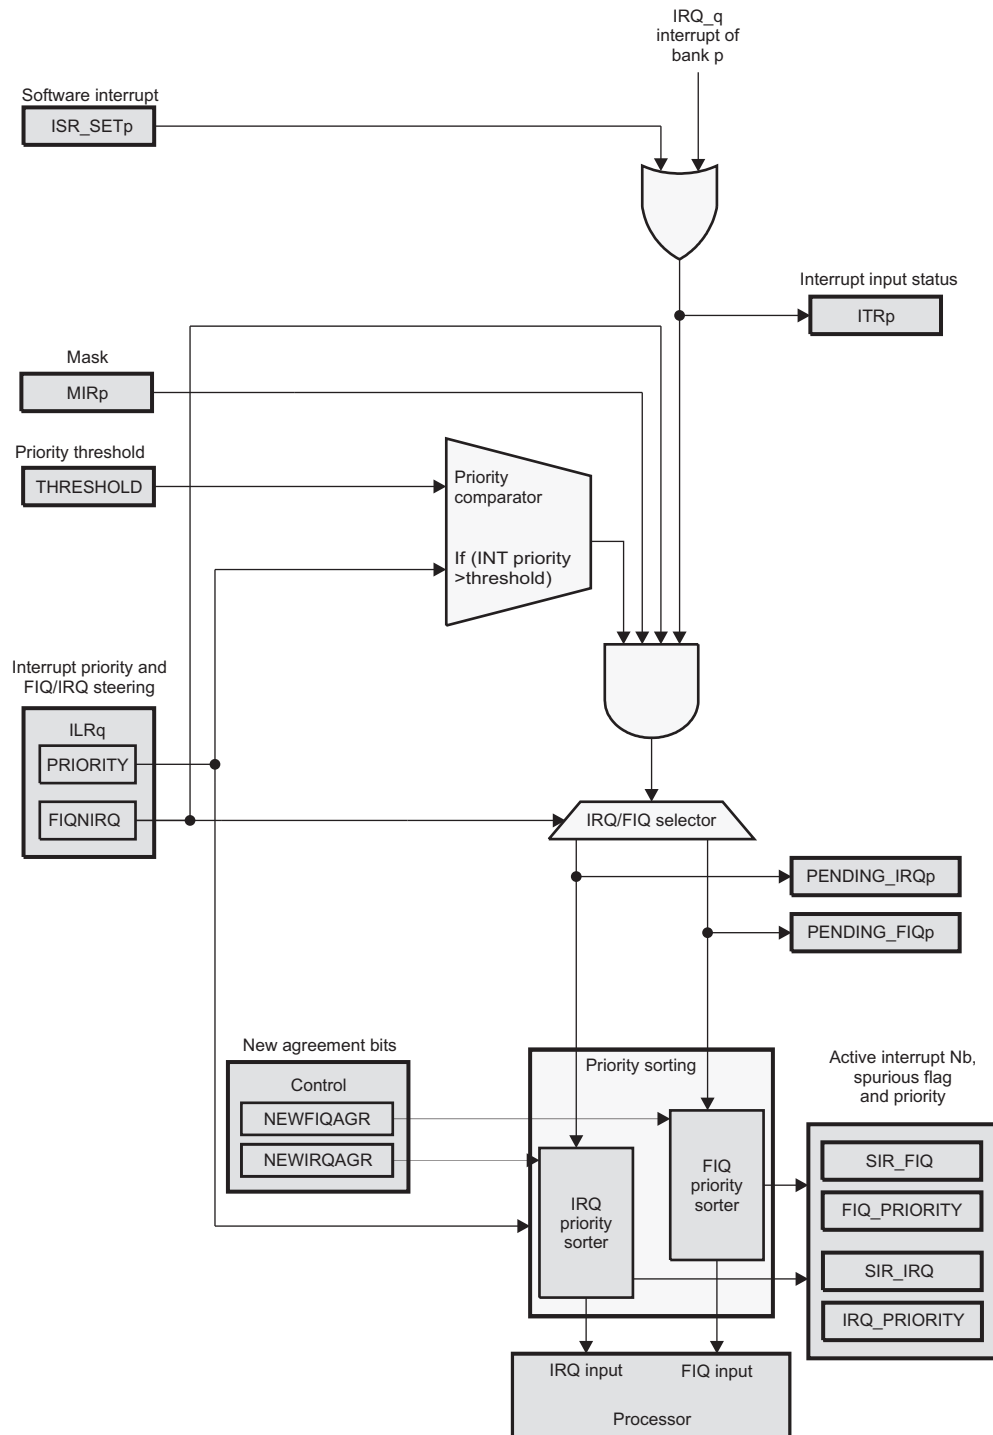 IRQ_q
interrupt of
bank p
Software interrupt
ISR_SETp
Interrupt input status
ITRp
Mask
MIRp
Priority threshold
THRESHOLD
Priority
comparator
If (INT priority
>threshold)
Interrupt priority and
FIQ/IRQ steering
ILRq
PRIORITY
FIQNIRQ
IRQ/FIQ selector
PENDING_IRQp
PENDING_FIQp
New agreement bits
Control
NEWFIQAGR
NEWIRQAGR
Priority sorting
IRQ
priority
sorter
FIQ
priority
sorter
Active interrupt Nb,
spurious flag
and priority
SIR_FIQ
FIQ_PRIORITY
SIR_IRQ
IRQ_PRIORITY
IRQ input
FIQ input
Processor